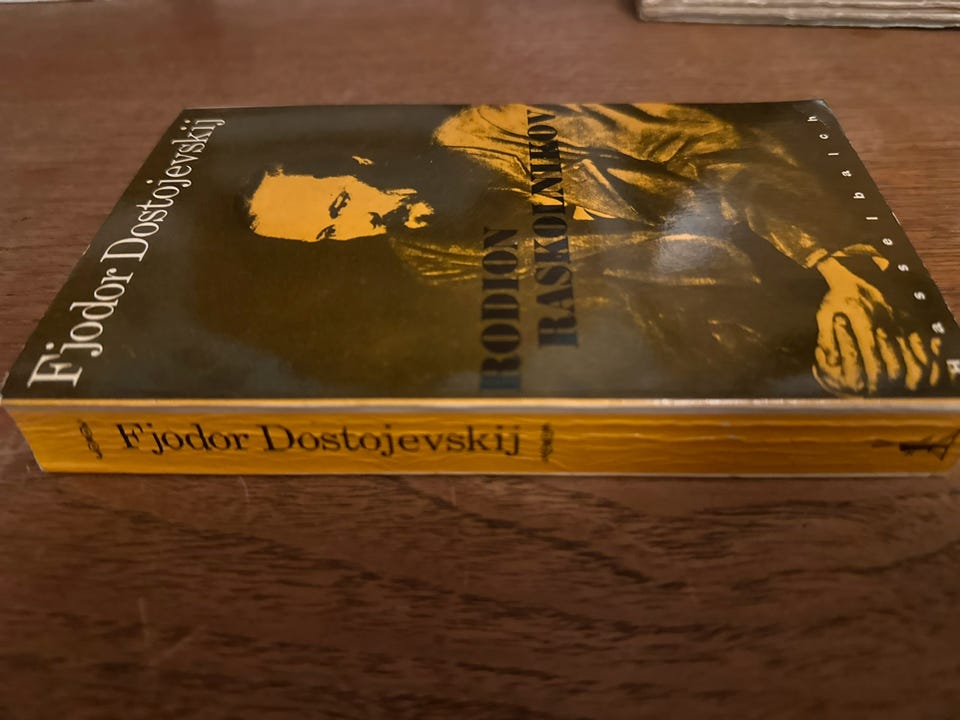 Fjodor Dostojevskij
RODION
RASKOLNIKOV
Hasselbalch
Fjodor Dostojevskij